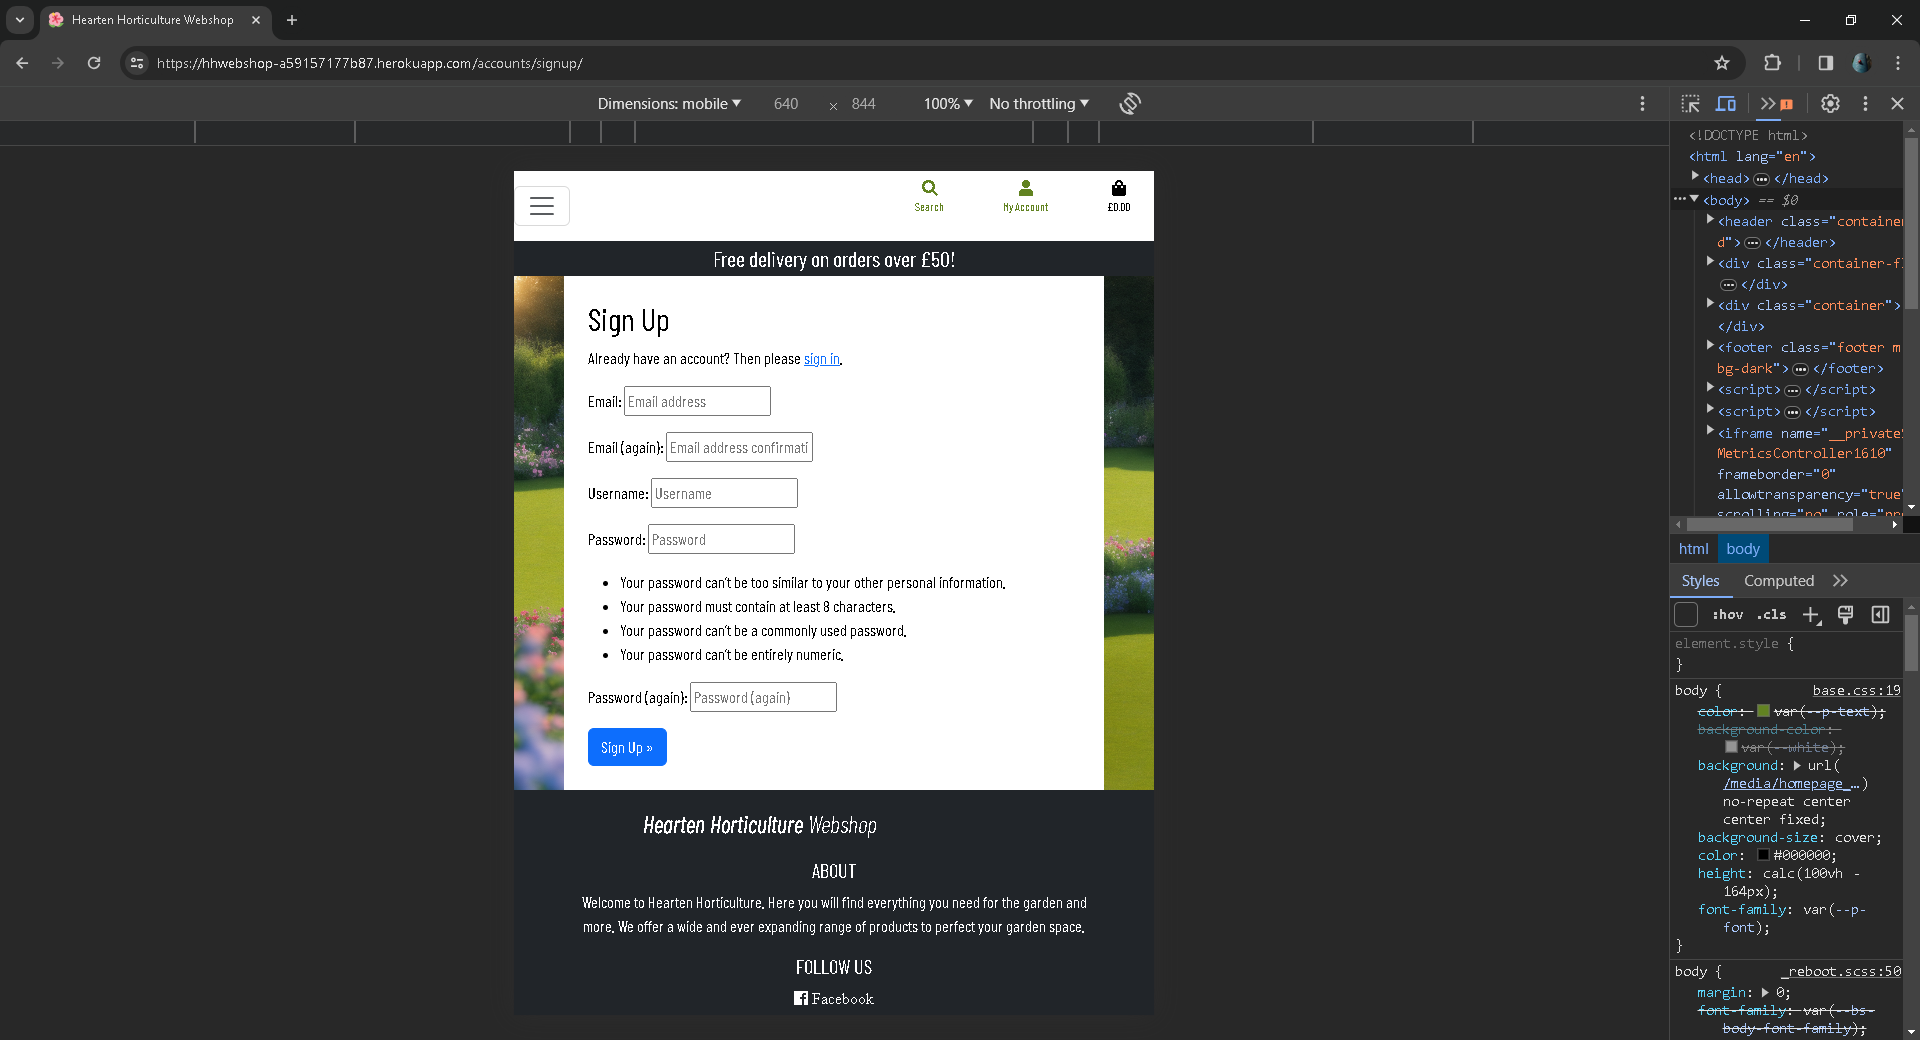 Hearten Horticulture Webshop
https://hhwebshop-a59157177b87.herokuapp.com/accounts/signup/
Dimensions: mobile ▼ 640 × 844 100% ▼ No throttling ▼
Search
My Account
£0.00
Free delivery on orders over £50!
Sign Up
Already have an account? Then please sign in.
Email: Email address
Email (again): Email address confirmati
Username: Username
Password: Password
• Your password can't be too similar to your other personal information.
• Your password must contain at least 8 characters.
• Your password can't be a commonly used password.
• Your password can't be entirely numeric.
Password (again): Password (again)
Sign Up »
Hearten Horticulture Webshop
ABOUT
Welcome to Hearten Horticulture. Here you will find everything you need for the garden and
more. We offer a wide and ever expanding range of products to perfect your garden space.
FOLLOW US
Facebook
<!DOCTYPE html>
<html lang="en">
<head> ••• </head>
••• <body> == $0
<header class="container
d"> ••• </header>
<div class="container-fl
••• </div>
<div class="container">
</div>
<footer class="footer m
bg-dark"> ••• </footer>
<script> ••• </script>
<script> ••• </script>
<iframe name="__privateS
MetricsController1610"
frameborder="0"
allowtransparency="true"
scrolling="no" role="pre
html body
Styles Computed
:hov .cls
element.style {
}
body { base.css:19
color: var(--p-text);
background-color:
var(--white);
background: url(
/media/homepage_…)
no-repeat center
center fixed;
background-size: cover;
color: #000000;
height: calc(100vh -
164px);
font-family: var(--p-
font);
}
body { _reboot.scss:50
margin: 0;
font-family: var(--bs-
body-font-family);